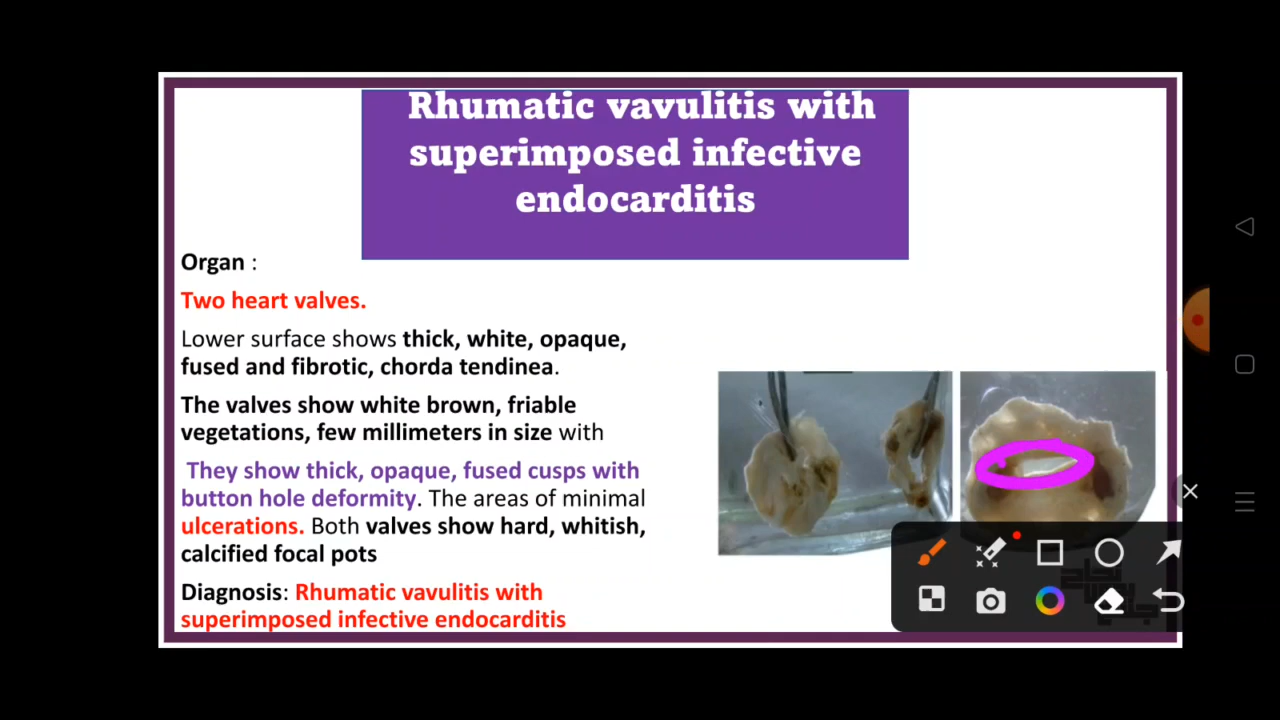 Rhumatic vavulitis with
superimposed infective
endocarditis
Organ :
Two heart valves.
Lower surface shows thick, white, opaque,
fused and fibrotic, chorda tendinea.
The valves show white brown, friable
vegetations, few millimeters in size with
They show thick, opaque, fused cusps with
button hole deformity. The areas of minimal
ulcerations. Both valves show hard, whitish,
calcified focal pots
Diagnosis: Rhumatic vavulitis with
superimposed infective endocarditis